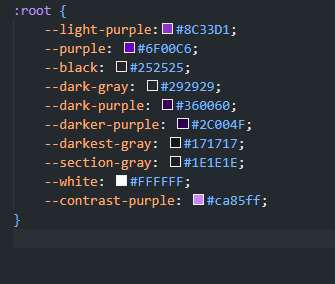 :root {
--light-purple:#8C33D1;
--purple: #6F00C6;
--black: #252525;
--dark-gray: #292929;
--dark-purple: #360060;
--darker-purple: #2C004F;
--darkest-gray: #171717;
--section-gray: #1E1E1E;
--white: #FFFFFF;
--contrast-purple: #ca85ff;
}